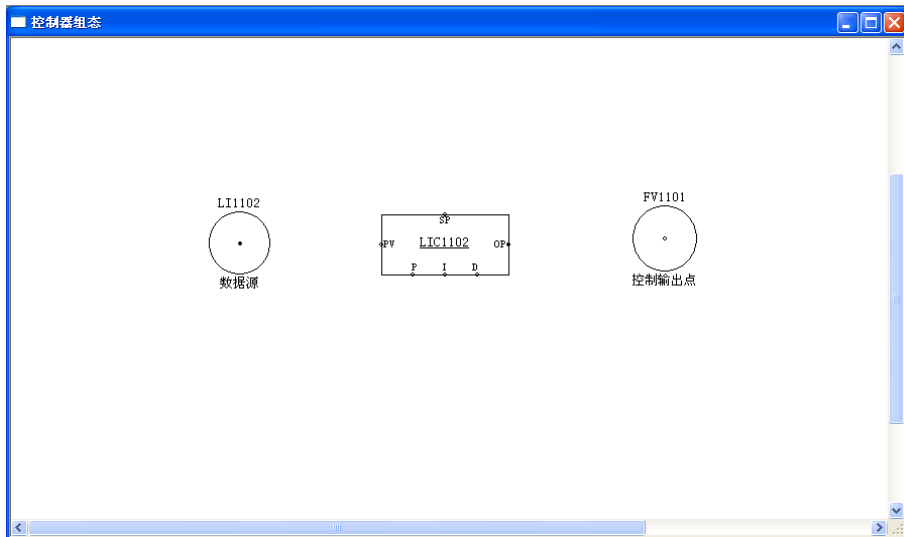 控制器组态
LI1102
数据源
SP
PV
LIC1102
OP
P
I
D
FV1101
控制输出点